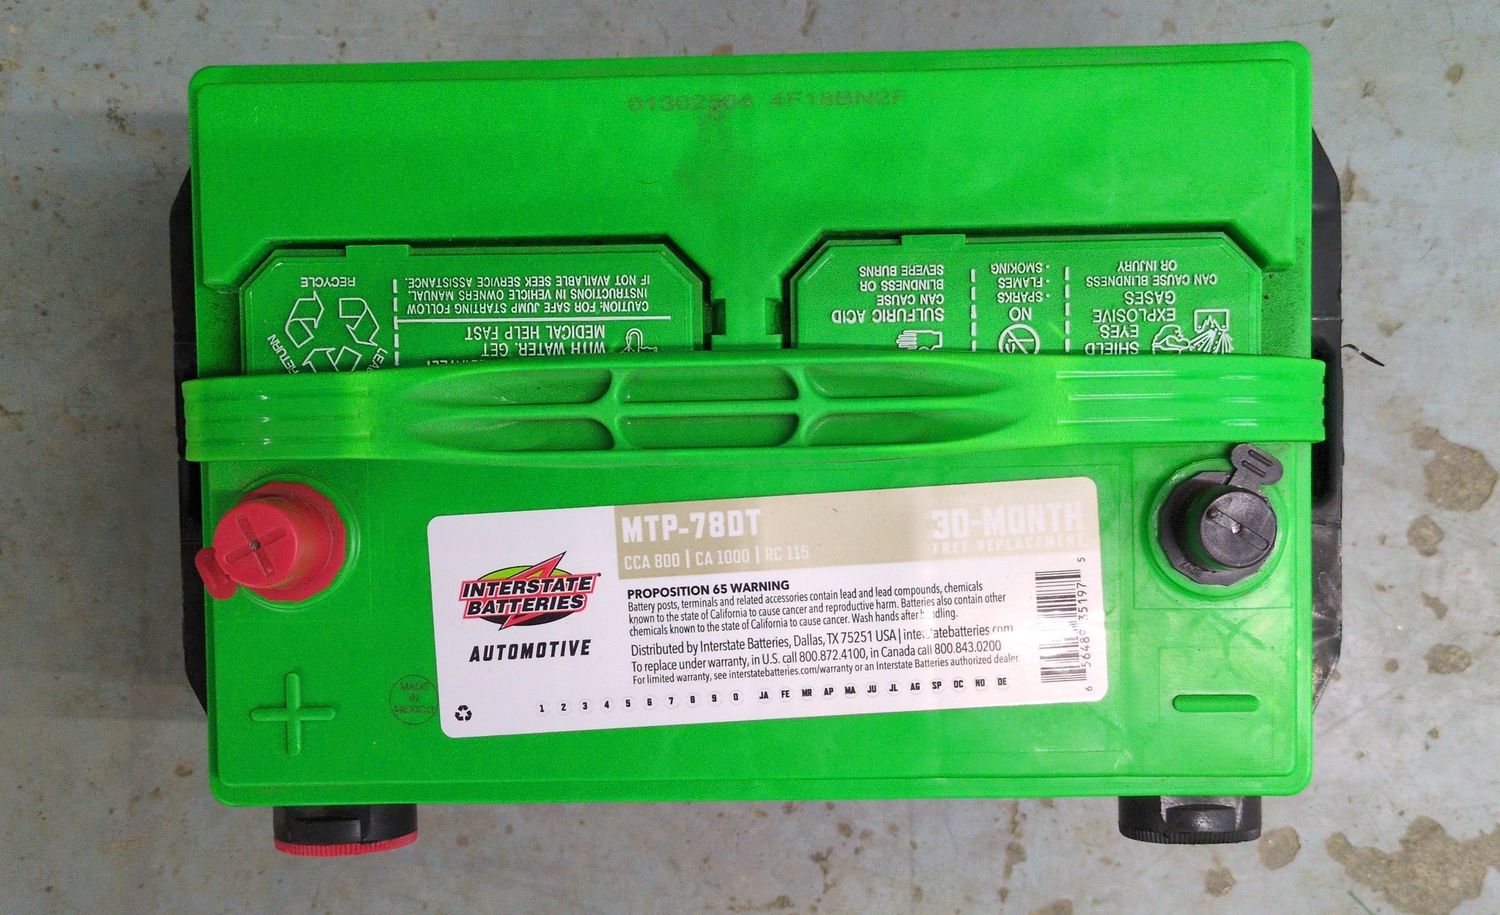 01302504 4F18BN2F
SHIELD
EYES
EXPLOSIVE
GASES
CAN CAUSE BLINDNESS
OR INJURY
NO
• SPARKS
• FLAMES
• SMOKING
SULFURIC ACID
CAN CAUSE
BLINDNESS OR
SEVERE BURNS
WITH WATER, GET
MEDICAL HELP FAST
CAUTION: FOR SAFE JUMP STARTING FOLLOW
INSTRUCTIONS IN VEHICLE OWNERS MANUAL.
IF NOT AVAILABLE SEEK SERVICE ASSISTANCE.
RETURN
RECYCLE
MTP-78DT
CCA 800 | CA 1000 | RC 115
30-MONTH
FREE REPLACEMENT
INTERSTATE
BATTERIES
AUTOMOTIVE
PROPOSITION 65 WARNING
Battery posts, terminals and related accessories contain lead and lead compounds, chemicals
known to the state of California to cause cancer and reproductive harm. Batteries also contain other
chemicals known to the state of California to cause cancer. Wash hands after handling.
Distributed by Interstate Batteries, Dallas, TX 75251 USA | interstatebatteries.com
To replace under warranty, in U.S. call 800.872.4100, in Canada call 800.843.0200
For limited warranty, see interstatebatteries.com/warranty or an Interstate Batteries authorized dealer
1 2 3 4 5 6 7 8 9 0 JA FE MR AP MA JU JL AG SP OC NO DE
6 56489 35197 5
MADE
IN
MEXICO
+
−